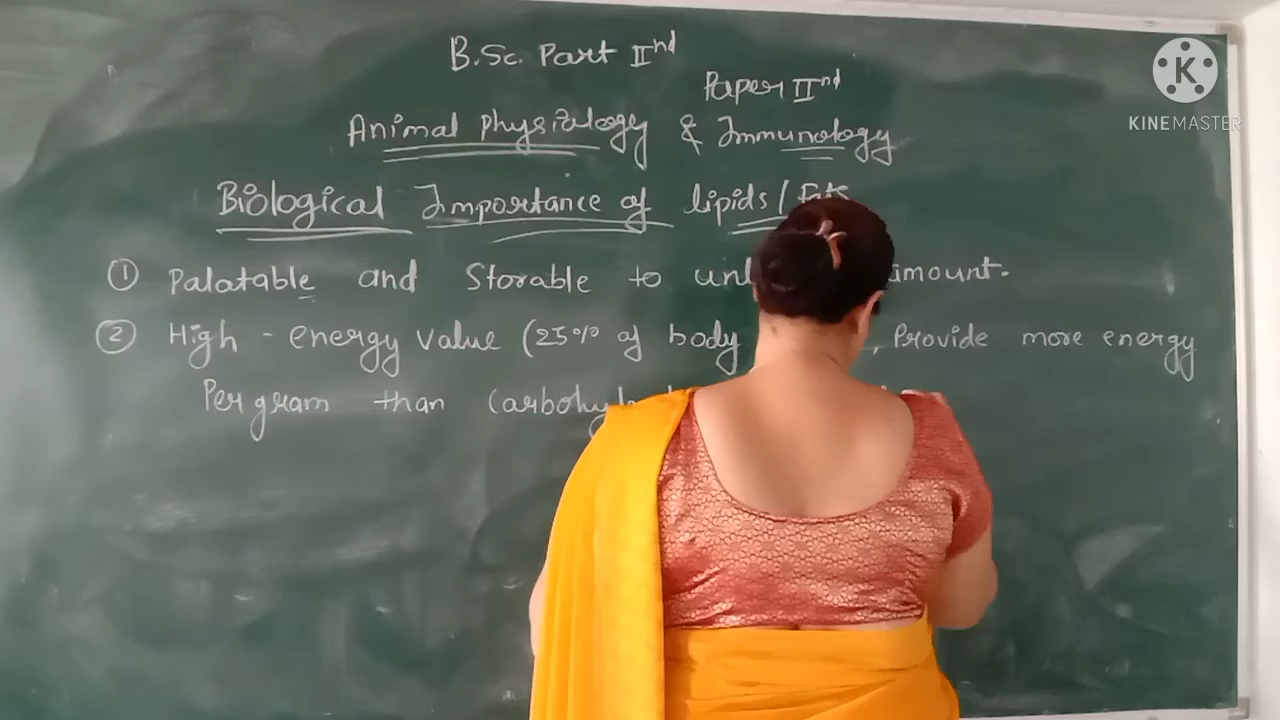 B.Sc. Part IInd
Paper IInd
Animal Physiology & Immunology
Biological Importance of lipids / Fats
① Palatable and Storable to amount.
② High - energy value (25% of body , Provide more energy
Per gram than
K
KINEMASTER